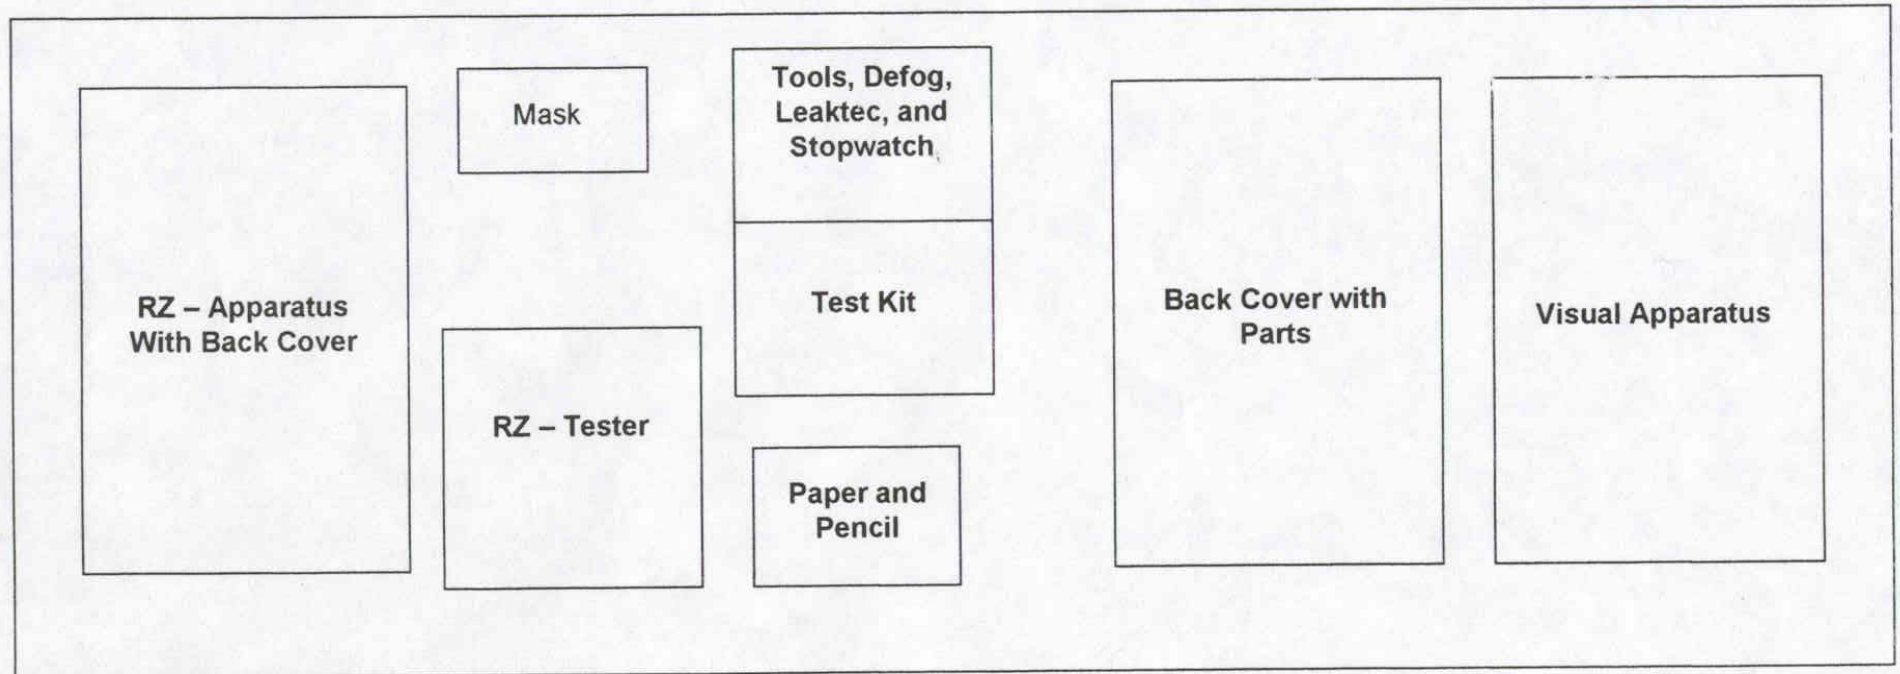 RZ – Apparatus
With Back Cover
Mask
RZ – Tester
Tools, Defog,
Leaktec, and
Stopwatch
Test Kit
Paper and
Pencil
Back Cover with
Parts
Visual Apparatus